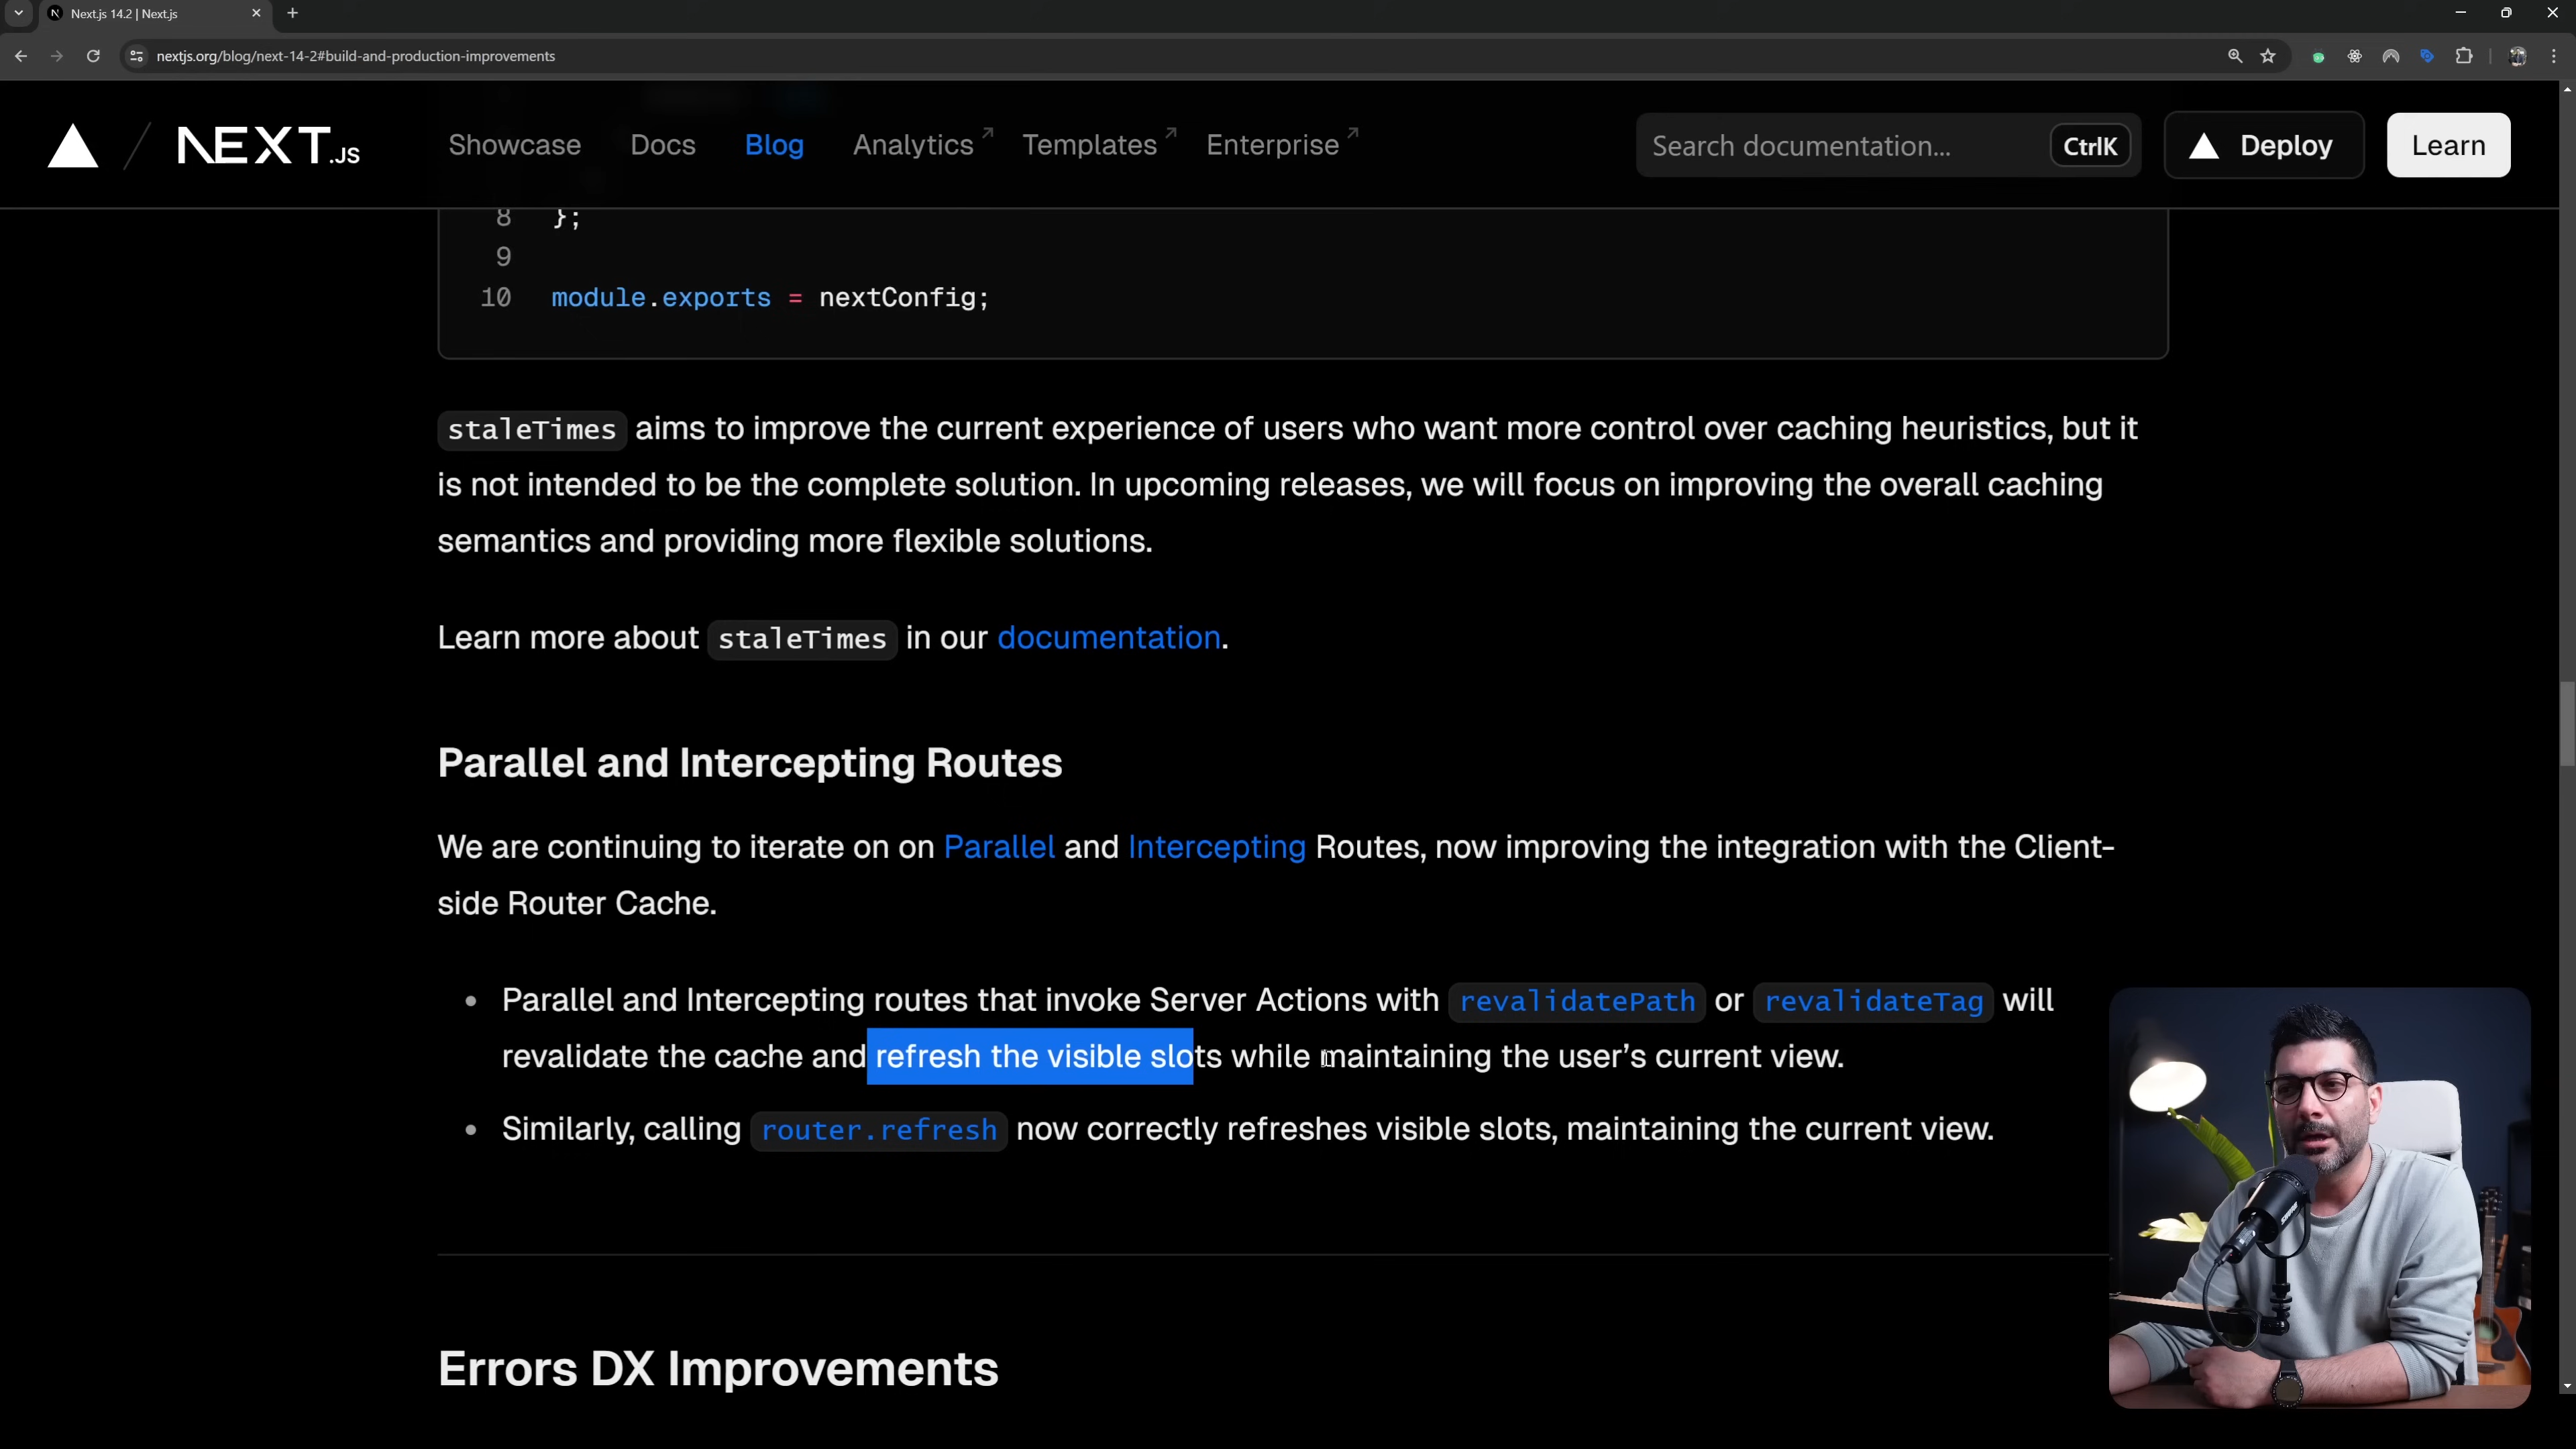 Next.js 14.2 | Next.js
nextjs.org/blog/next-14-2#build-and-production-improvements
NEXT.JS
Showcase
Docs
Blog
Analytics
Templates
Enterprise
Search documentation...
CtrlK
Deploy
Learn
8 };
9
10 module.exports = nextConfig;
staleTimes aims to improve the current experience of users who want more control over caching heuristics, but it
is not intended to be the complete solution. In upcoming releases, we will focus on improving the overall caching
semantics and providing more flexible solutions.
Learn more about staleTimes in our documentation.
Parallel and Intercepting Routes
We are continuing to iterate on on Parallel and Intercepting Routes, now improving the integration with the Client-
side Router Cache.
• Parallel and Intercepting routes that invoke Server Actions with revalidatePath or revalidateTag will
revalidate the cache and refresh the visible slots while maintaining the user’s current view.
• Similarly, calling router.refresh now correctly refreshes visible slots, maintaining the current view.
Errors DX Improvements